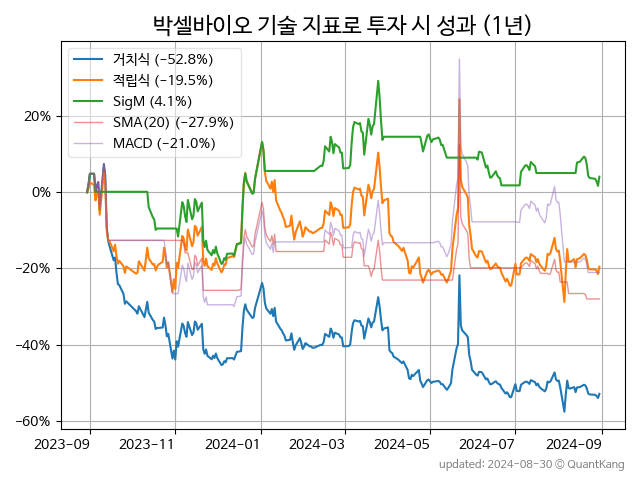 박셀바이오 기술 지표로 투자 시 성과 (1년)
거치식 (−52.8%)
적립식 (−19.5%)
SigM (4.1%)
SMA(20) (−27.9%)
MACD (−21.0%)
20%
0%
−20%
−40%
−60%
2023-09 2023-11 2024-01 2024-03 2024-05 2024-07 2024-09
updated: 2024-08-30 © QuantKang